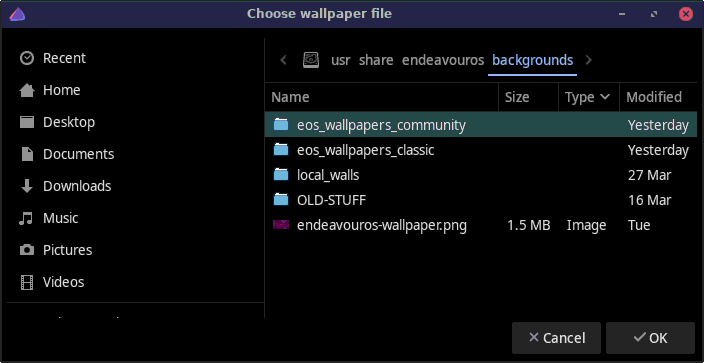 Choose wallpaper file
Recent
Home
Desktop
Documents
Downloads
Music
Pictures
Videos
usr share endeavouros backgrounds
Name Size Type Modified
eos_wallpapers_community Yesterday
eos_wallpapers_classic Yesterday
local_walls 27 Mar
OLD-STUFF 16 Mar
endeavouros-wallpaper.png 1.5 MB Image Tue
Cancel OK